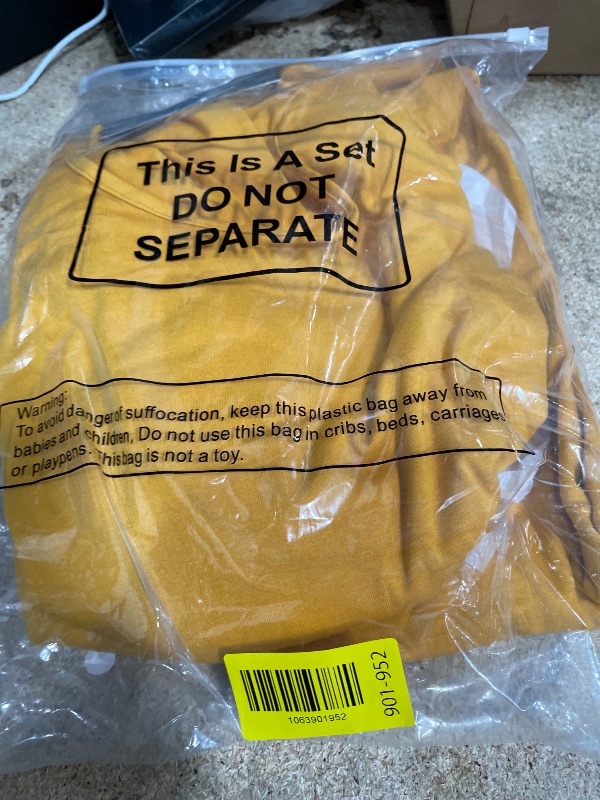 This Is A Set
DO NOT
SEPARATE
Warning:
To avoid danger of suffocation, keep this plastic bag away from
babies and children, Do not use this bag in cribs, beds, carriages
or playpens. This bag is not a toy.
1063901952
901-952